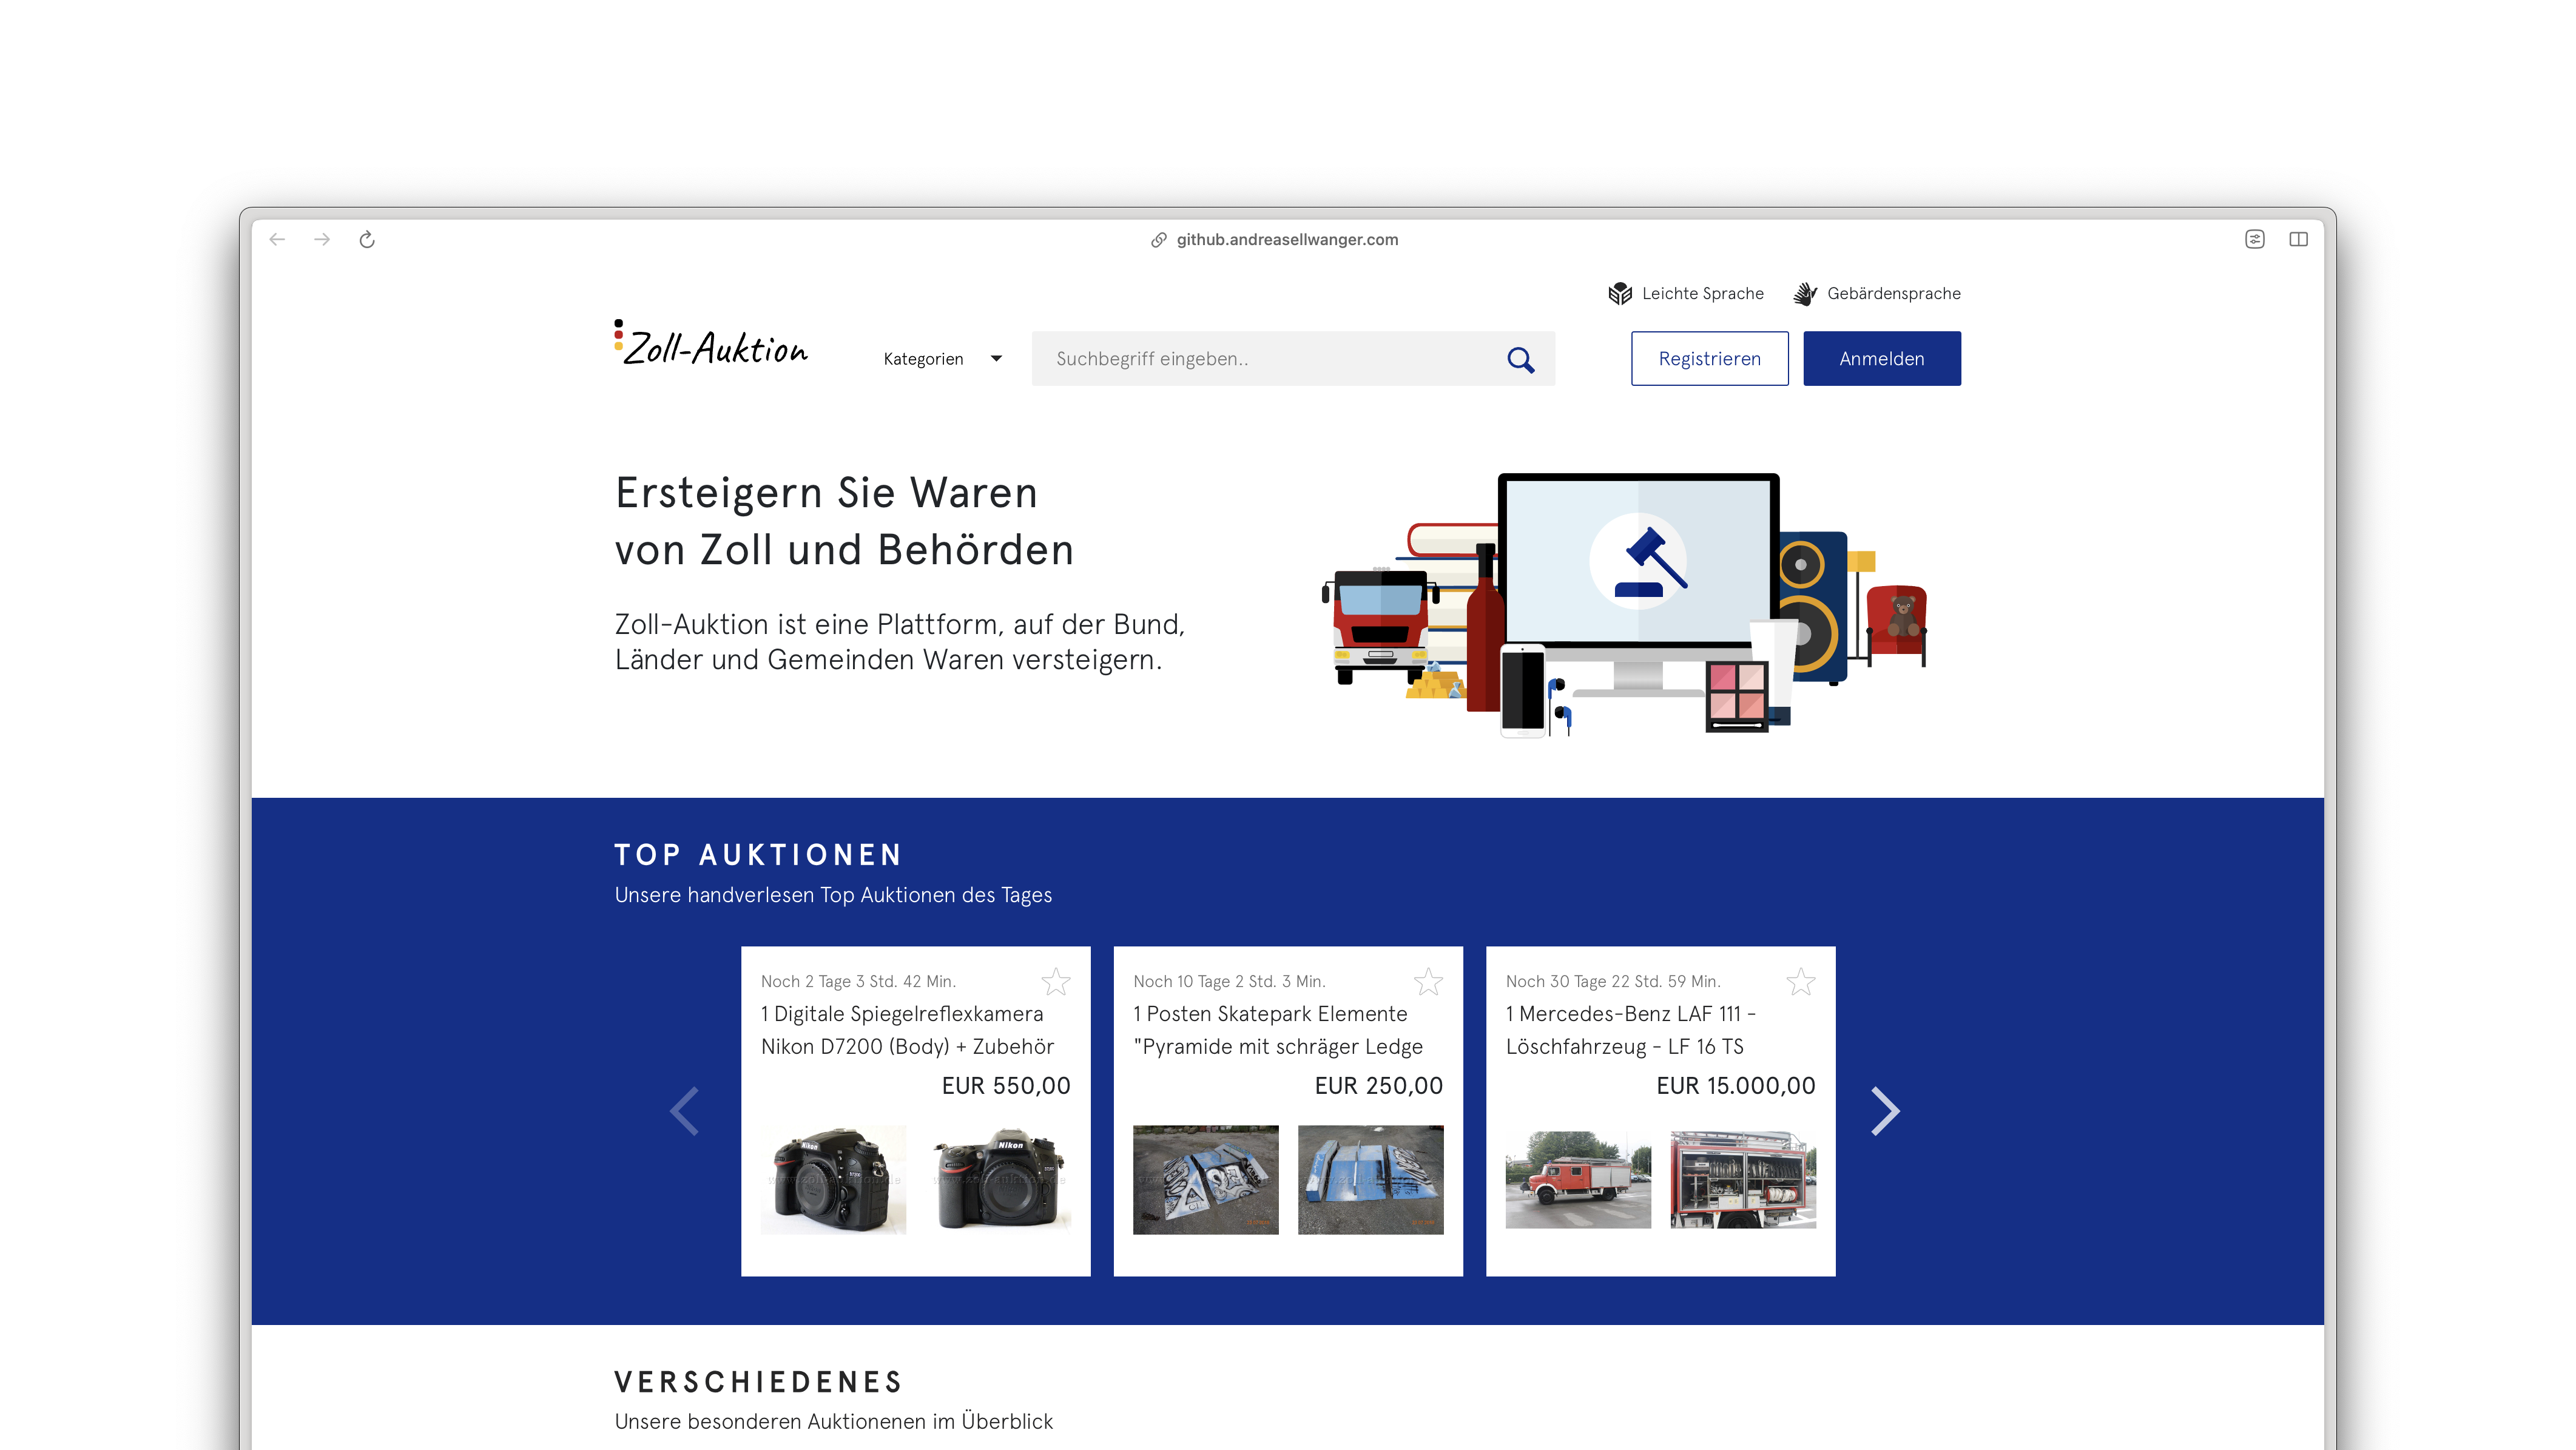 github.andreasellwanger.com
Leichte Sprache
Gebärdensprache
Zoll-Auktion
Kategorien
Suchbegriff eingeben..
Registrieren
Anmelden
Ersteigern Sie Waren
von Zoll und Behörden
Zoll-Auktion ist eine Plattform, auf der Bund,
Länder und Gemeinden Waren versteigern.
TOP AUKTIONEN
Unsere handverlesen Top Auktionen des Tages
Noch 2 Tage 3 Std. 42 Min.
1 Digitale Spiegelreflexkamera
Nikon D7200 (Body) + Zubehör
EUR 550,00
Nikon
Nikon
Noch 10 Tage 2 Std. 3 Min.
1 Posten Skatepark Elemente
"Pyramide mit schräger Ledge
EUR 250,00
Noch 30 Tage 22 Std. 59 Min.
1 Mercedes-Benz LAF 111 -
Löschfahrzeug - LF 16 TS
EUR 15.000,00
VERSCHIEDENES
Unsere besonderen Auktionenen im Überblick